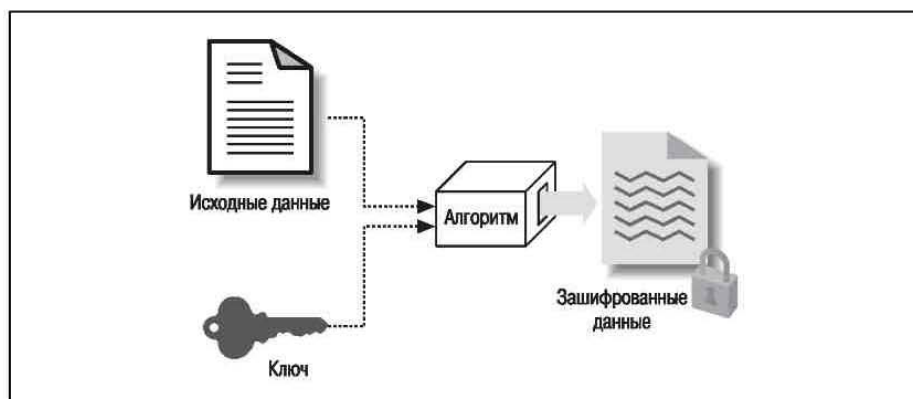 Исходные данные
Алгоритм
Зашифрованные
данные
Ключ